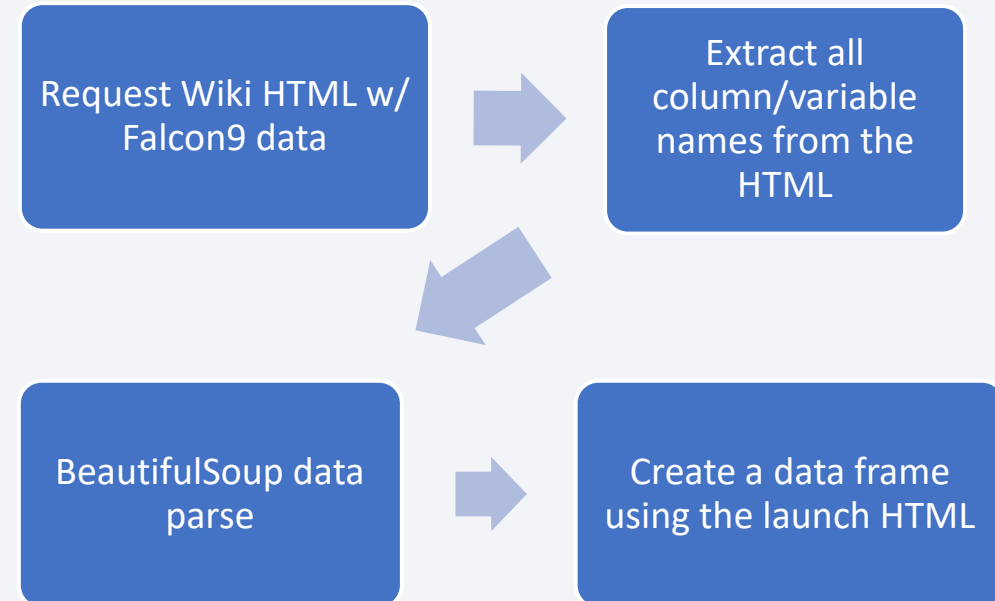 Request Wiki HTML w/
Falcon9 data
Extract all
column/variable
names from the
HTML
BeautifulSoup data
parse
Create a data frame
using the launch HTML